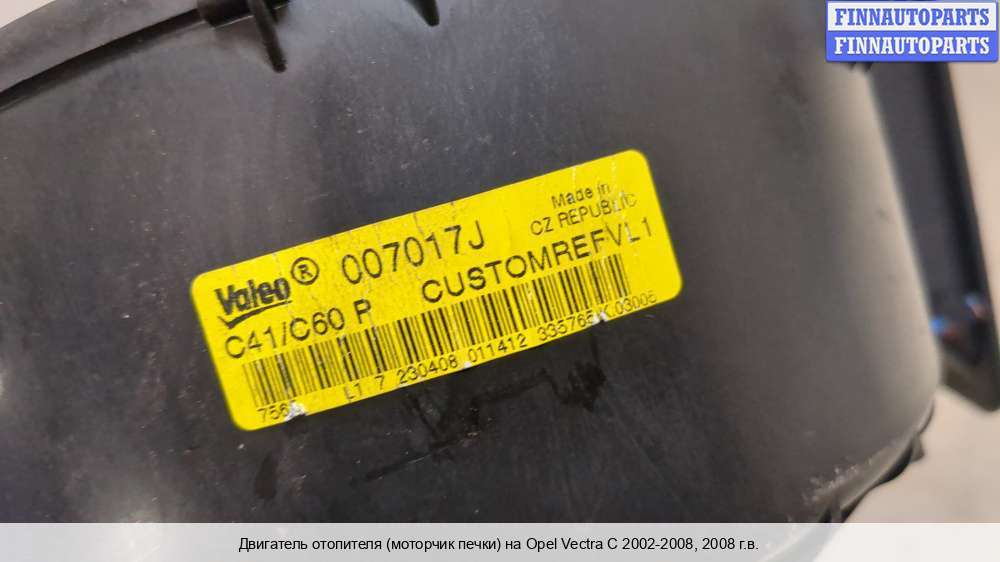 FINNAUTOPARTS
FINNAUTOPARTS
Made in
CZ REPUBLIC
Valeo® 007017J
C41/C60 P CUSTOMREFVL1
L1 7 230408 011412 03005
Двигатель отопителя (моторчик печки) на Opel Vectra C 2002-2008, 2008 г.в.